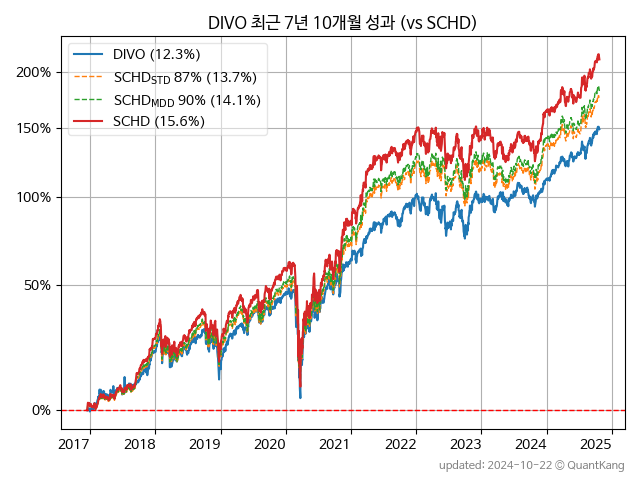 DIVO 최근 7년 10개월 성과 (vs SCHD)
DIVO (12.3%)
SCHD_STD 87% (13.7%)
SCHD_MDD 90% (14.1%)
SCHD (15.6%)
200%
150%
100%
50%
0%
2017 2018 2019 2020 2021 2022 2023 2024 2025
updated: 2024-10-22 © QuantKang